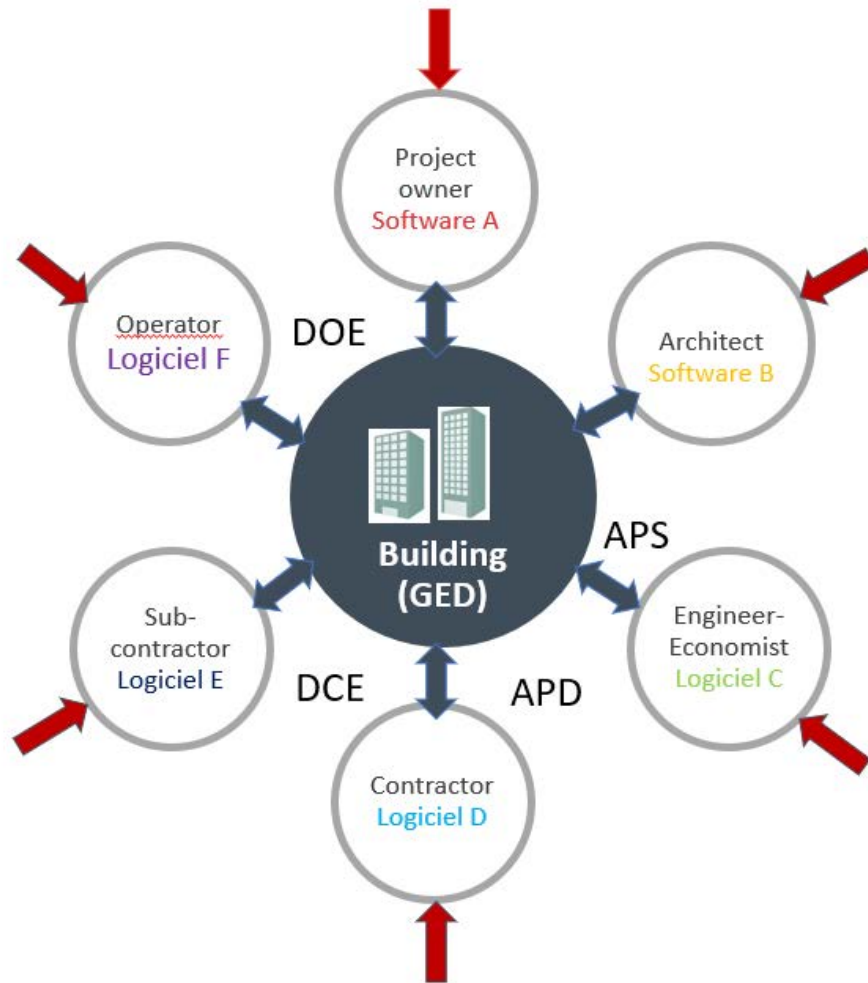 Project
owner
Software A
Operator
Logiciel F
DOE
Architect
Software B
Building
(GED)
APS
Sub-
contractor
Logiciel E
Engineer-
Economist
Logiciel C
DCE
APD
Contractor
Logiciel D